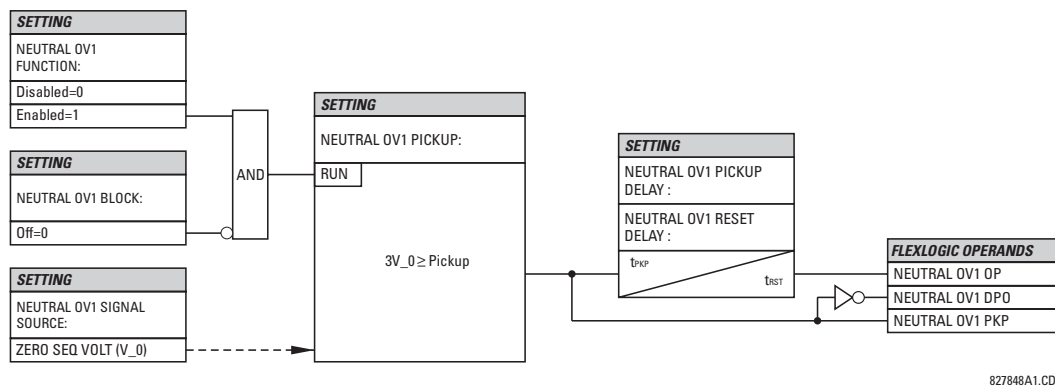 SETTING
NEUTRAL OV1
FUNCTION:
Disabled=0
Enabled=1
SETTING
NEUTRAL OV1 BLOCK:
Off=0
SETTING
NEUTRAL OV1 SIGNAL
SOURCE:
ZERO SEQ VOLT (V_0)
AND
SETTING
NEUTRAL OV1 PICKUP:
RUN
3V_0 ≥ Pickup
SETTING
NEUTRAL OV1 PICKUP
DELAY :
NEUTRAL OV1 RESET
DELAY :
tPKP
tRST
FLEXLOGIC OPERANDS
NEUTRAL OV1 OP
NEUTRAL OV1 DPO
NEUTRAL OV1 PKP
827848A1.CD